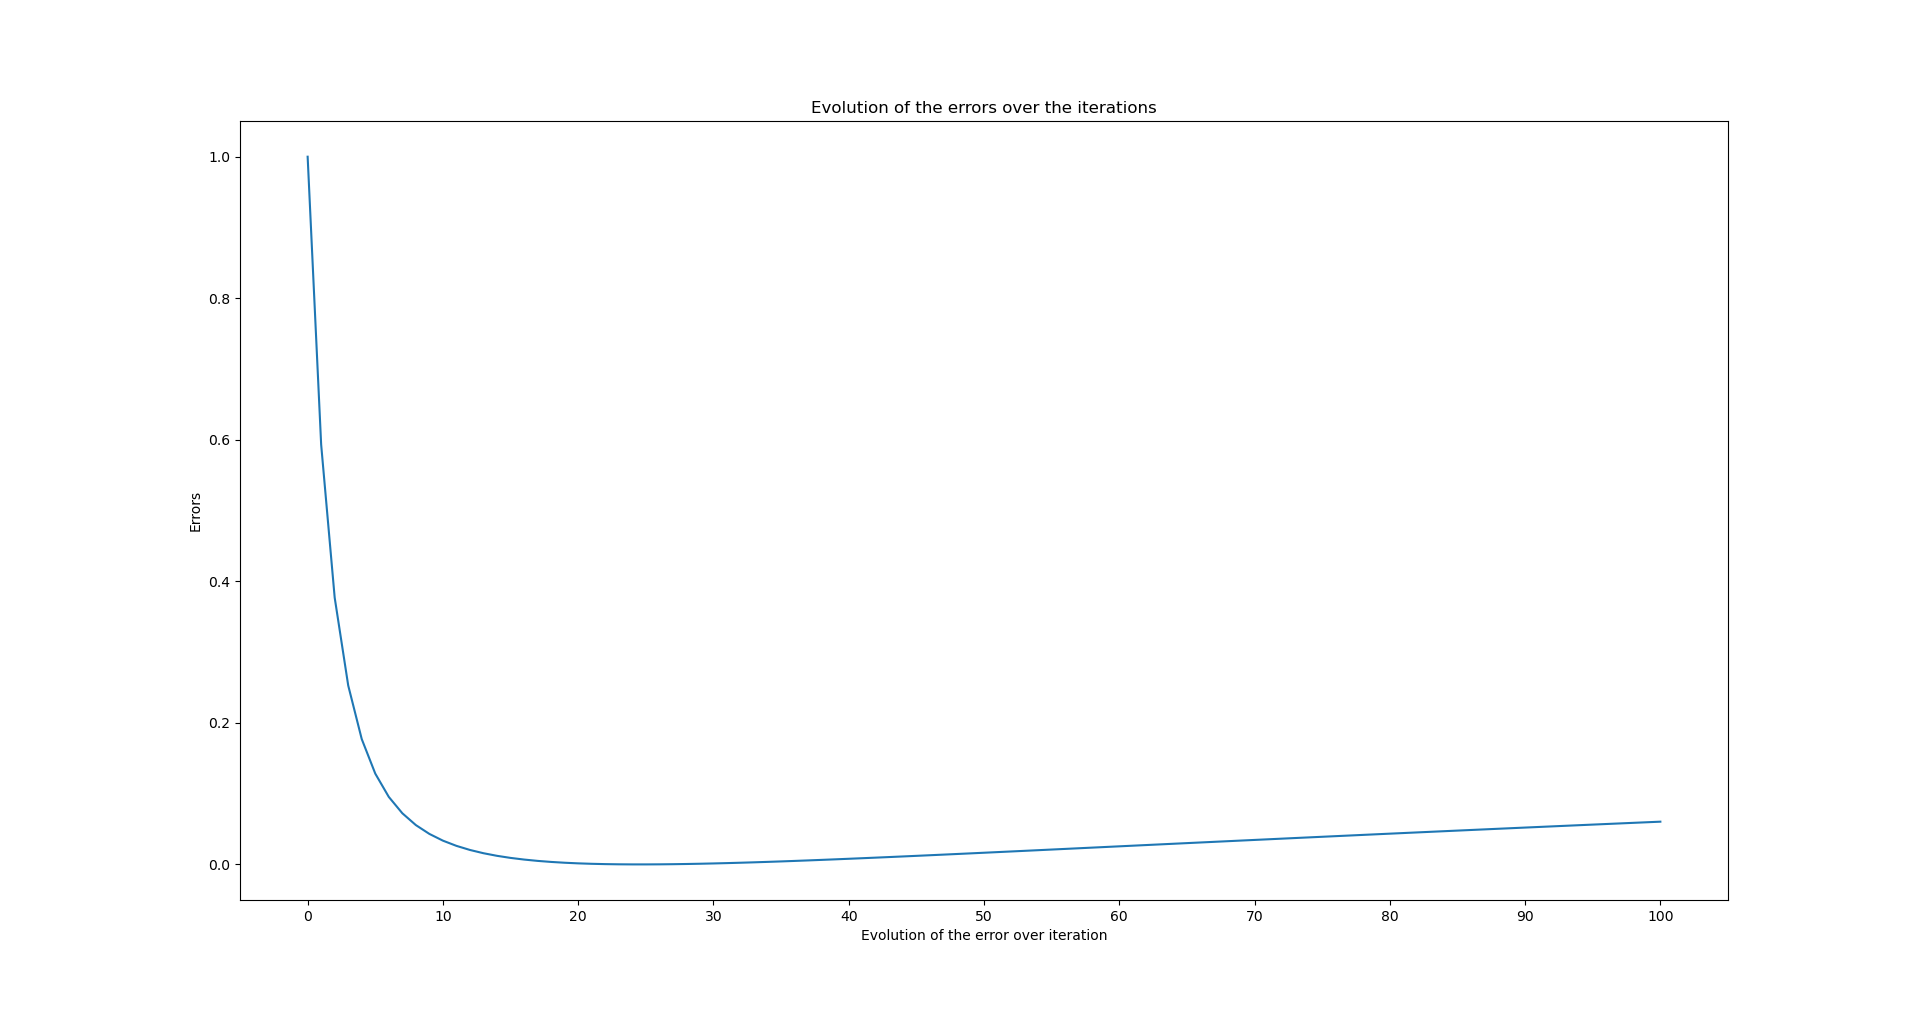 Evolution of the errors over the iterations
1.0
0.8
0.6
0.4
0.2
0.0
Errors
0 10 20 30 40 50 60 70 80 90 100
Evolution of the error over iteration